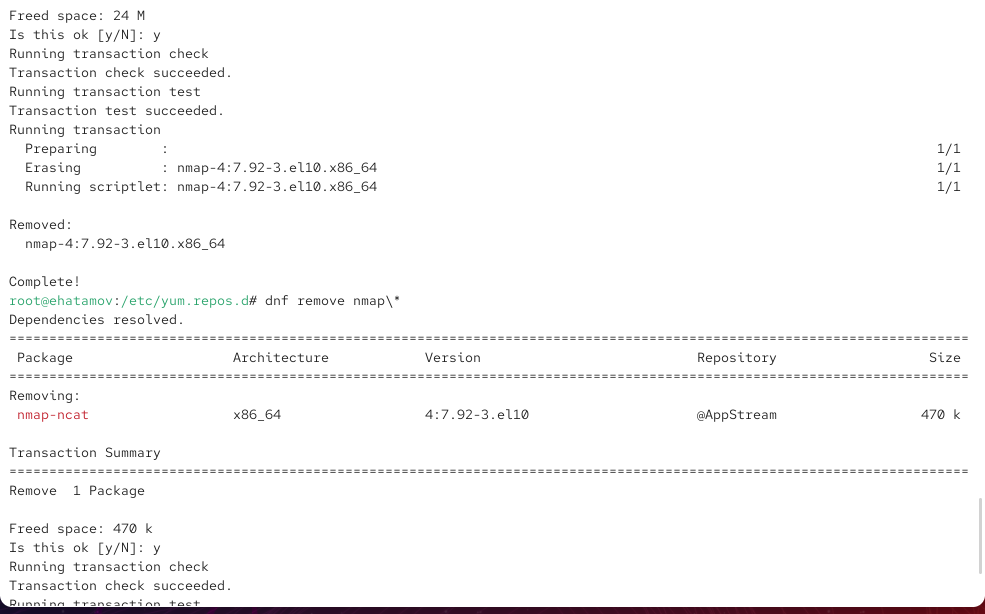 Freed space: 24 M
Is this ok [y/N]: y
Running transaction check
Transaction check succeeded.
Running transaction test
Transaction test succeeded.
Running transaction
  Preparing        :                                                                                                1/1
  Erasing          : nmap-4:7.92-3.el10.x86_64                                                                      1/1
  Running scriptlet: nmap-4:7.92-3.el10.x86_64                                                                      1/1

Removed:
  nmap-4:7.92-3.el10.x86_64

Complete!
root@ehatamov:/etc/yum.repos.d# dnf remove nmap\*
Dependencies resolved.
========================================================================================================================
 Package                    Architecture            Version                           Repository                   Size
========================================================================================================================
Removing:
 nmap-ncat                  x86_64                  4:7.92-3.el10                     @AppStream                  470 k

Transaction Summary
========================================================================================================================
Remove  1 Package

Freed space: 470 k
Is this ok [y/N]: y
Running transaction check
Transaction check succeeded.
Running transaction test